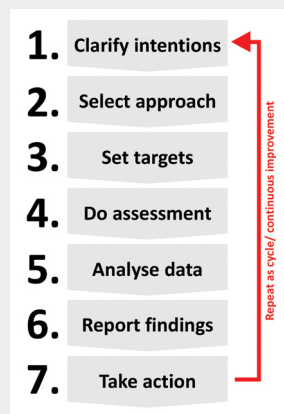 1. Clarify intentions
2. Select approach
3. Set targets
4. Do assessment
5. Analyse data
6. Report findings
7. Take action
Repeat as cycle/ continuous improvement